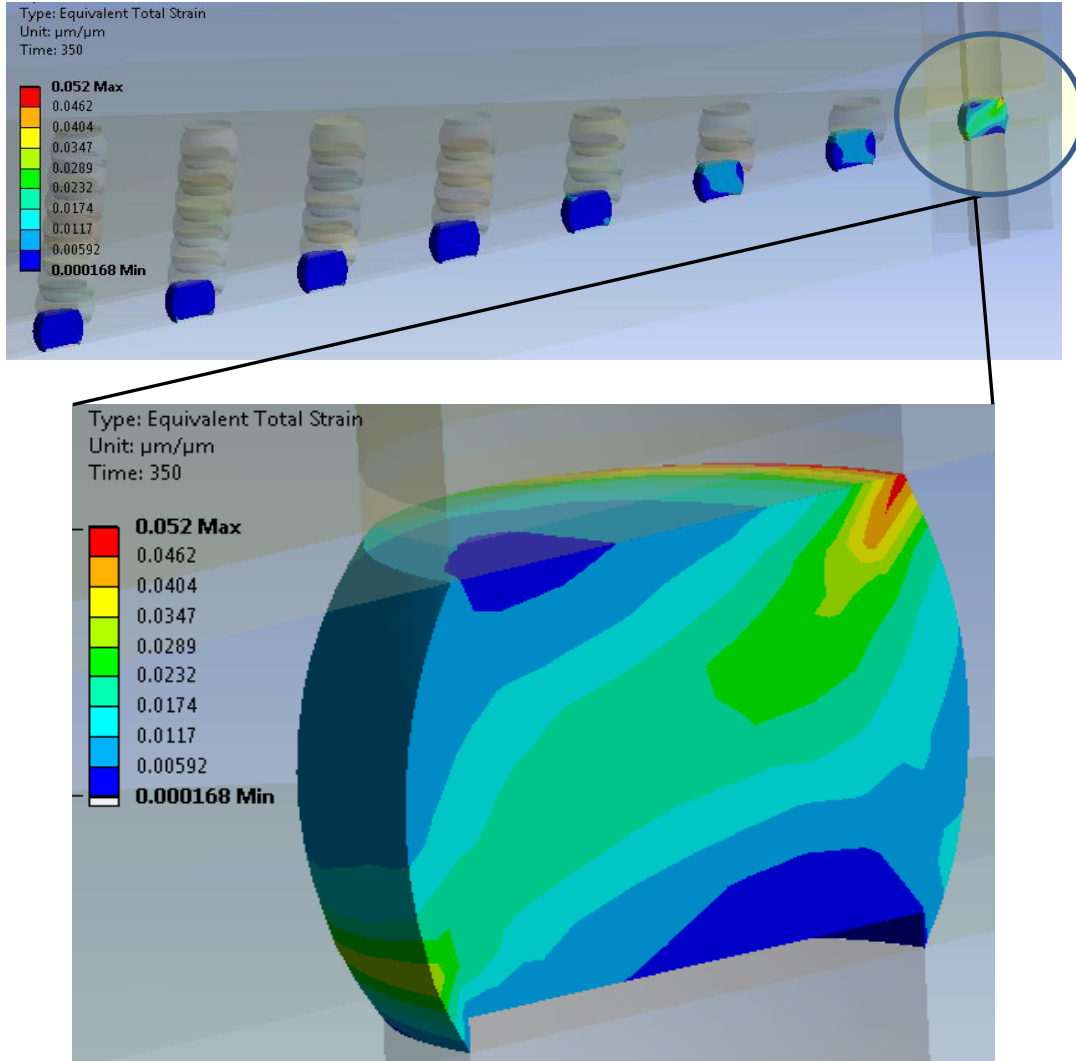 Type: Equivalent Total Strain
Unit: µm/µm
Time: 350
0.052 Max
0.0462
0.0404
0.0347
0.0289
0.0232
0.0174
0.0117
0.00592
0.000168 Min
Type: Equivalent Total Strain
Unit: µm/µm
Time: 350
0.052 Max
0.0462
0.0404
0.0347
0.0289
0.0232
0.0174
0.0117
0.00592
0.000168 Min